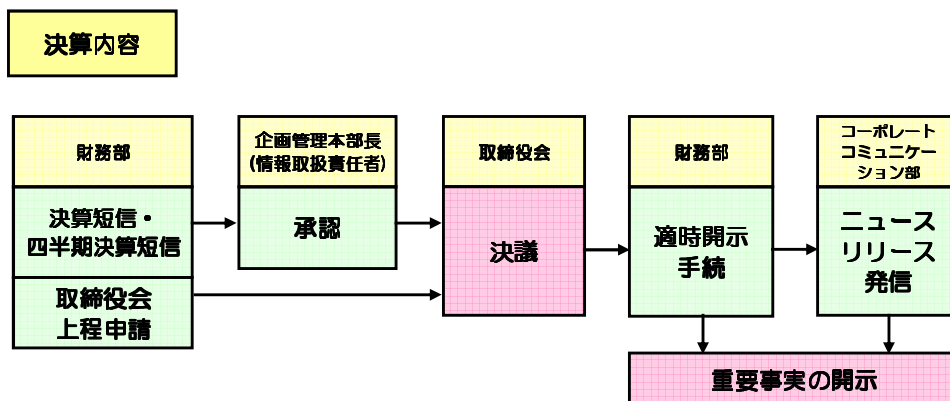 決算内容
財務部
決算短信・
四半期決算短信
取締役会
上程申請
企画管理本部長
(情報取扱責任者)
承認
取締役会
決議
財務部
適時開示
手続
コーポレート
コミュニケー
ション部
ニュース
リリース
発信
重要事実の開示